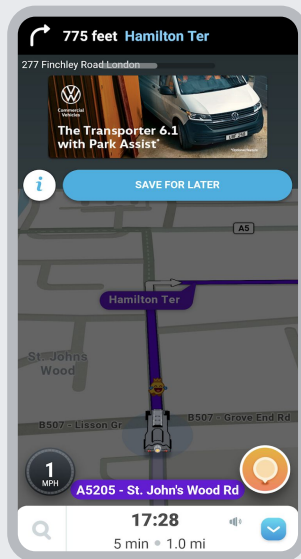 775 feet Hamilton Ter
277 Finchley Road London
Commercial
Vehicles
The Transporter 6.1
with Park Assist*
i
SAVE FOR LATER
A5
Hamilton Ter
St. Johns
Wood
B507 - Lisson Gr
B507 - Grove End Rd
1
MPH
A5205 - St. John's Wood Rd
17:28
5 min • 1.0 mi